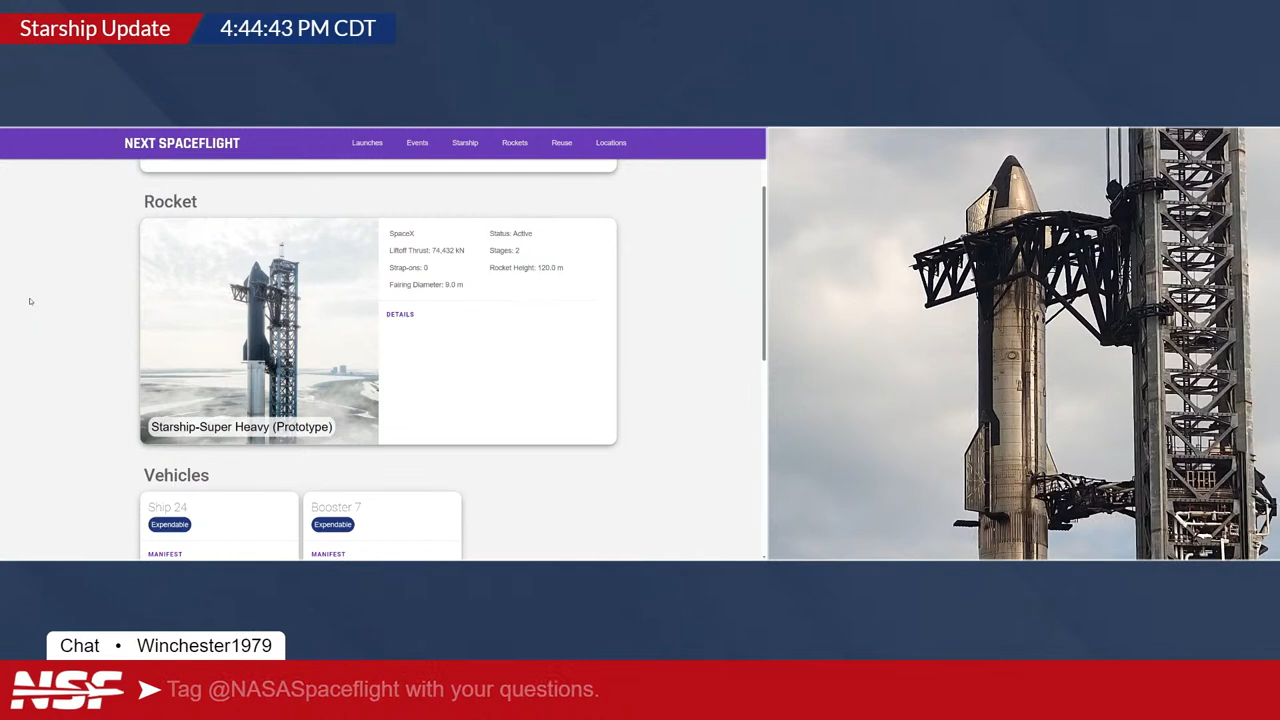 Starship Update
4:44:43 PM CDT
NEXT SPACEFLIGHT
Launches
Events
Starship
Rockets
Reuse
Locations
Rocket
SpaceX
Status: Active
Liftoff Thrust: 74,432 kN
Stages: 2
Strap-ons: 0
Rocket Height: 120.0 m
Fairing Diameter: 9.0 m
DETAILS
Starship-Super Heavy (Prototype)
Vehicles
Ship 24
Booster 7
Expendable
Expendable
MANIFEST
MANIFEST
Chat • Winchester1979
NSF
Tag @NASASpaceflight with your questions.